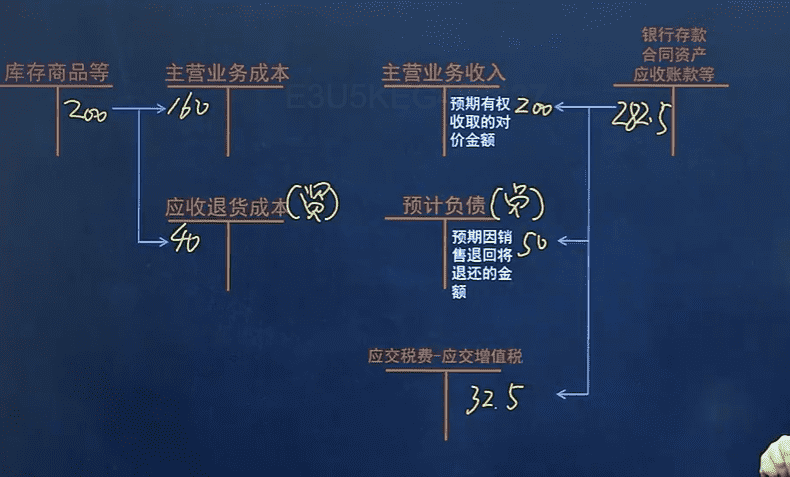 库存商品等
200
主营业务成本
160
应收退货成本(资)
40
主营业务收入
预期有权
收取的对
价金额
200
银行存款
合同资产
应收账款等
282.5
预计负债(负)
预期因销
售退回将
退还的金
额
50
应交税费-应交增值税
32.5